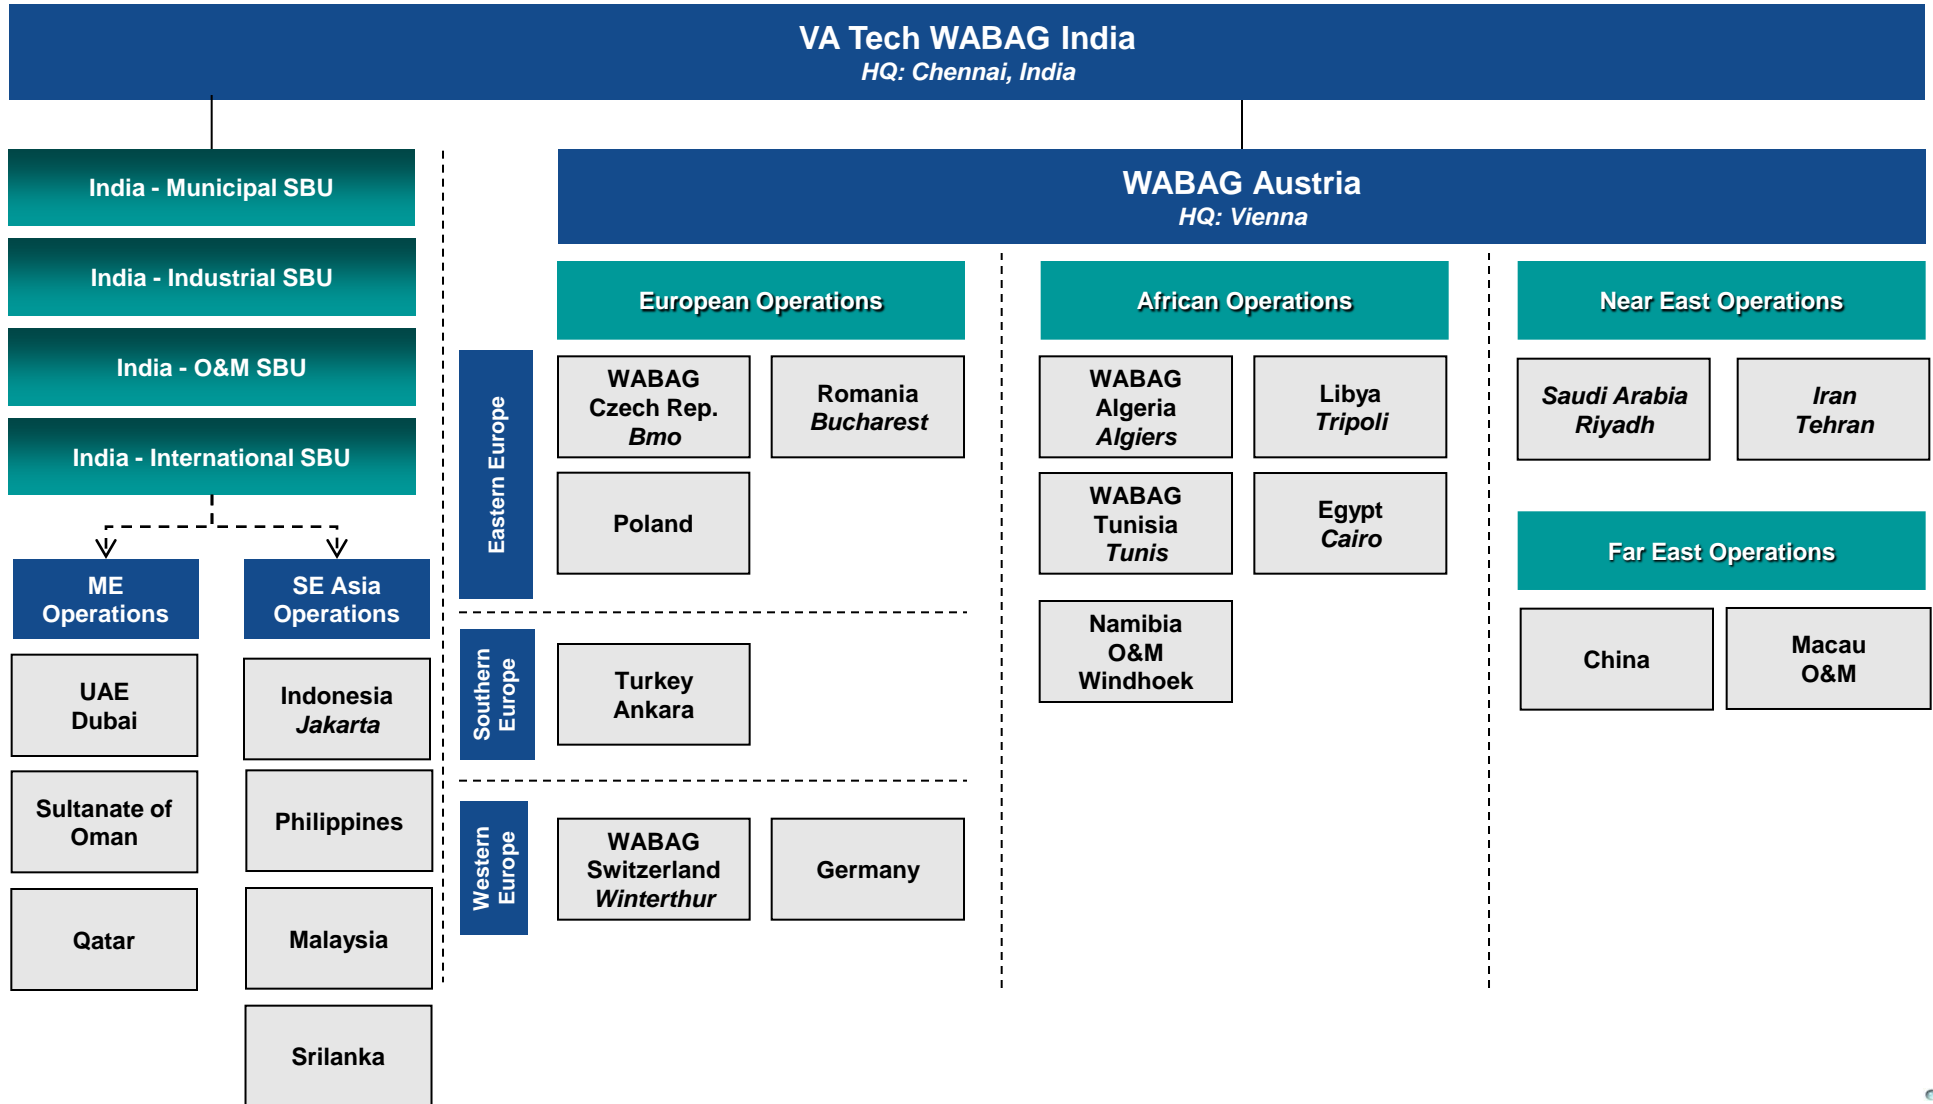 VA Tech WABAG India
HQ: Chennai, India
India - Municipal SBU
India - Industrial SBU
India - O&M SBU
India - International SBU
ME
Operations
UAE
Dubai
Sultanate of
Oman
Qatar
SE Asia
Operations
Indonesia
Jakarta
Philippines
Malaysia
Srilanka
WABAG Austria
HQ: Vienna
European Operations
Eastern Europe
WABAG
Czech Rep.
Bmo
Romania
Bucharest
Poland
Southern
Europe
Turkey
Ankara
Western
Europe
WABAG
Switzerland
Winterthur
Germany
African Operations
WABAG
Algeria
Algiers
Libya
Tripoli
WABAG
Tunisia
Tunis
Egypt
Cairo
Namibia
O&M
Windhoek
Near East Operations
Saudi Arabia
Riyadh
Iran
Tehran
Far East Operations
China
Macau
O&M